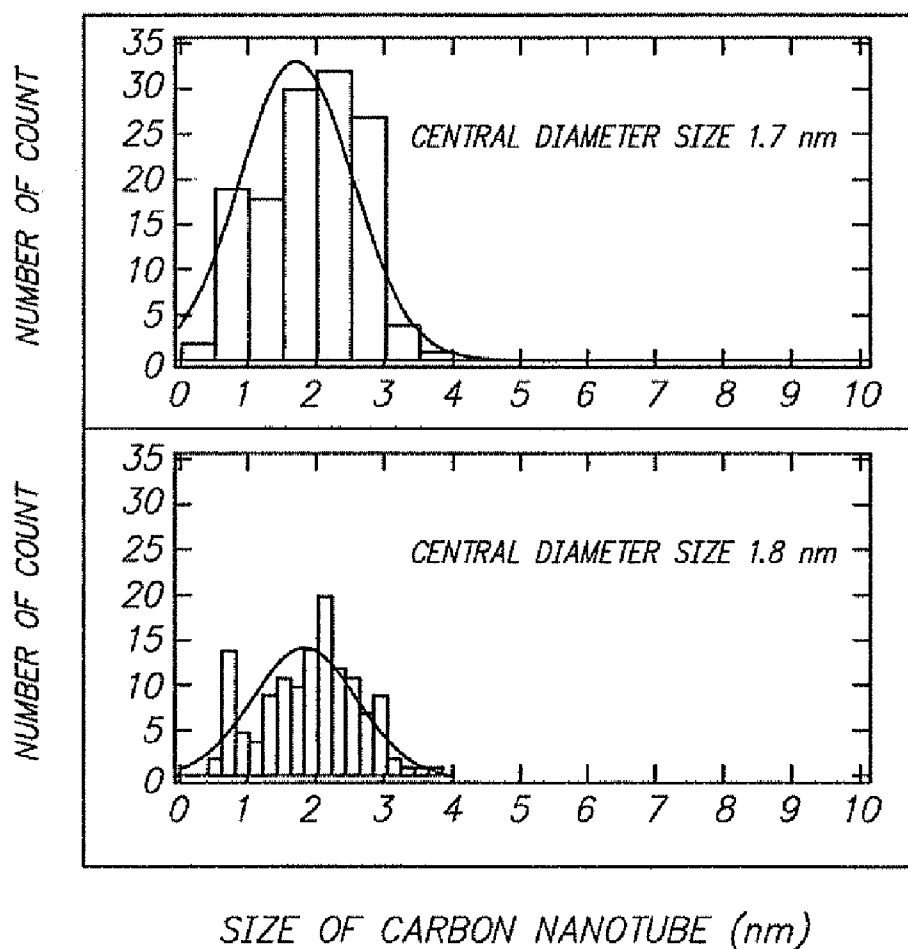 NUMBER OF COUNT
35
30
25
20
15
10
5
0
CENTRAL DIAMETER SIZE 1.7 nm
0 1 2 3 4 5 6 7 8 9 10
NUMBER OF COUNT
35
30
25
20
15
10
5
0
CENTRAL DIAMETER SIZE 1.8 nm
0 1 2 3 4 5 6 7 8 9 10
SIZE OF CARBON NANOTUBE (nm)